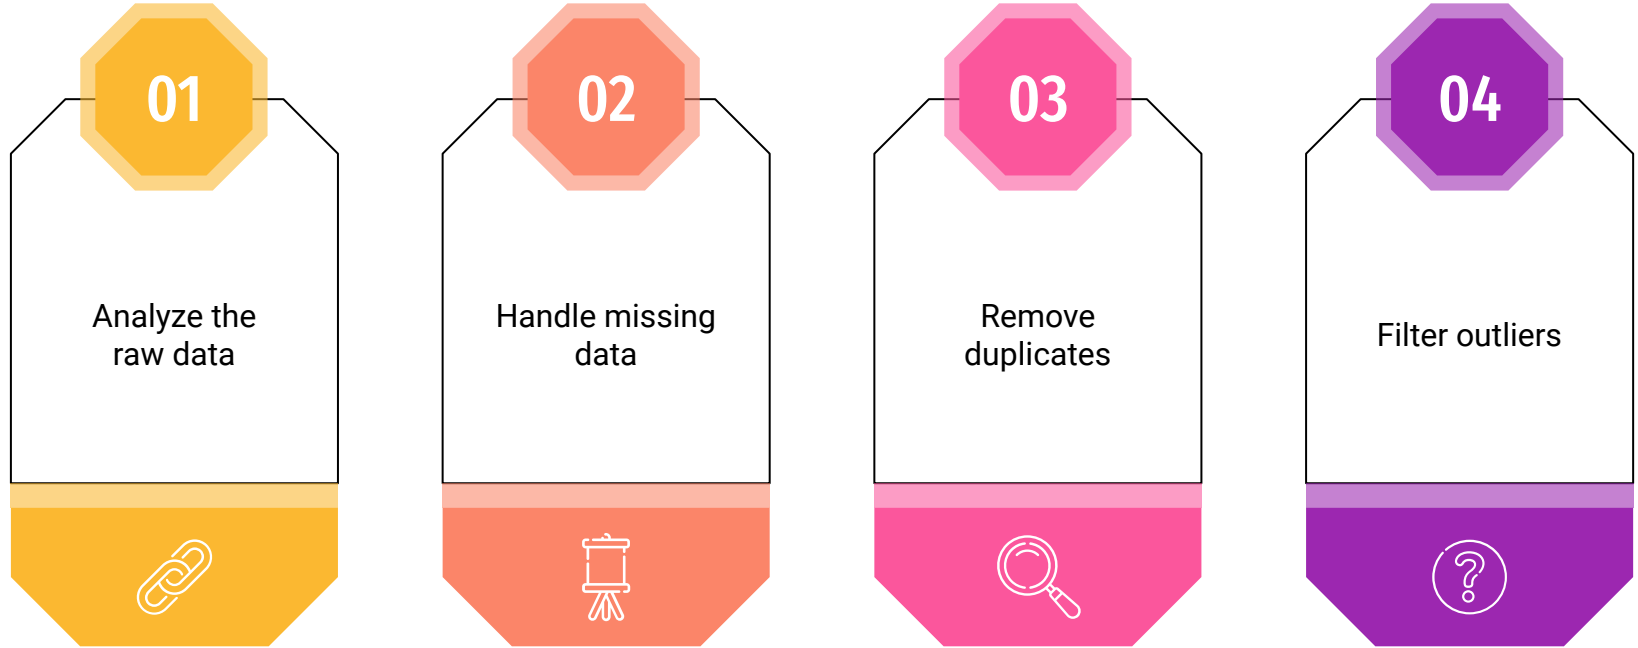 01
02
03
04
Analyze the
raw data
Handle missing
data
Remove
duplicates
Filter outliers